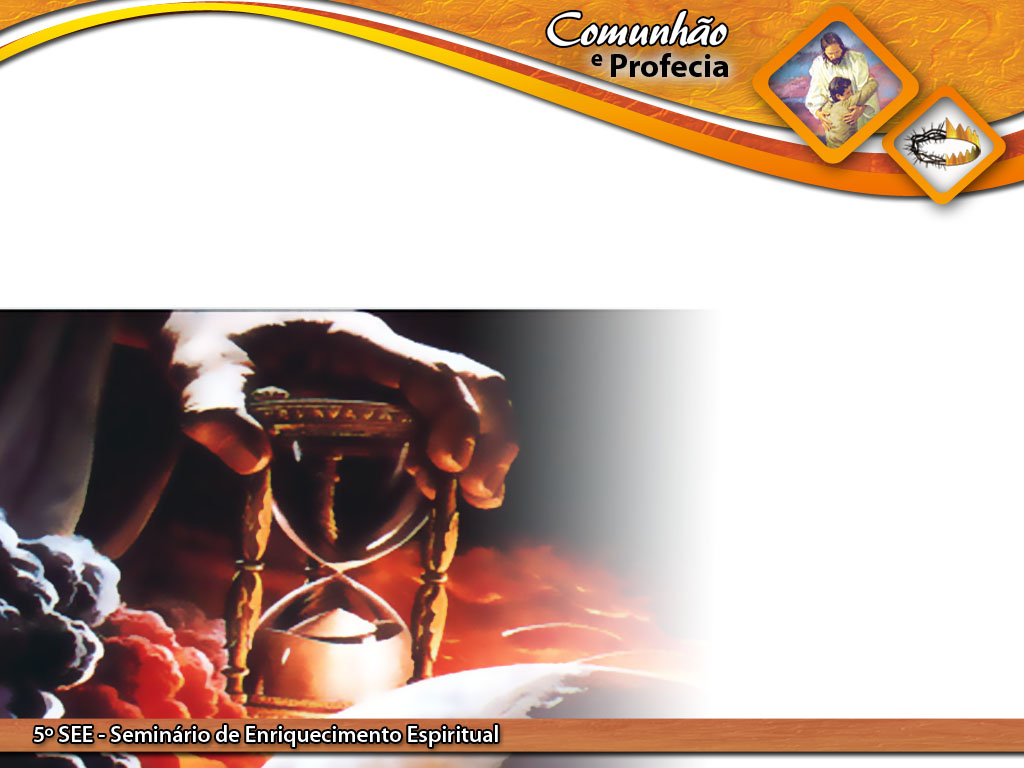 Comunhão
e Profecia
5º SEE - Seminário de Enriquecimento Espiritual